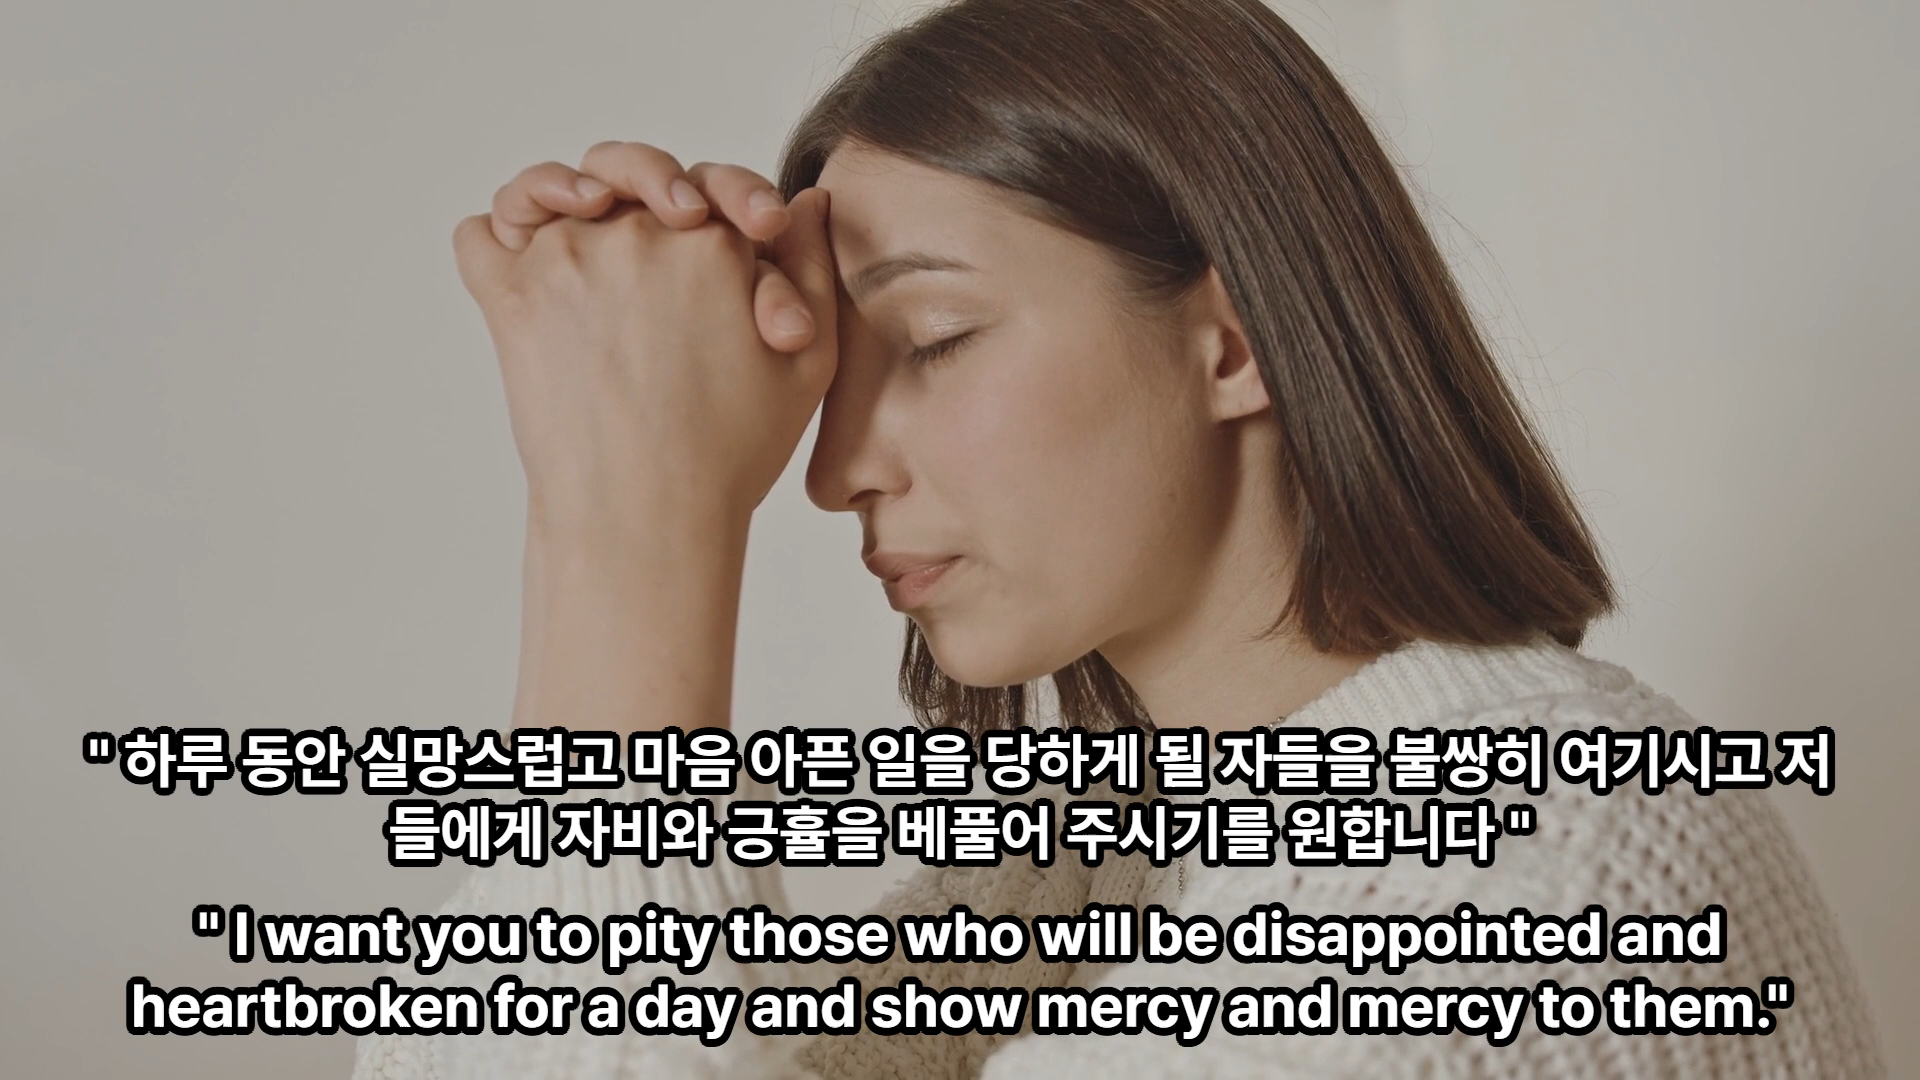 " 하루 동안 실망스럽고 마음 아픈 일을 당하게 될 자들을 불쌍히 여기시고 저
들에게 자비와 긍휼을 베풀어 주시기를 원합니다 "
" I want you to pity those who will be disappointed and
heartbroken for a day and show mercy and mercy to them."